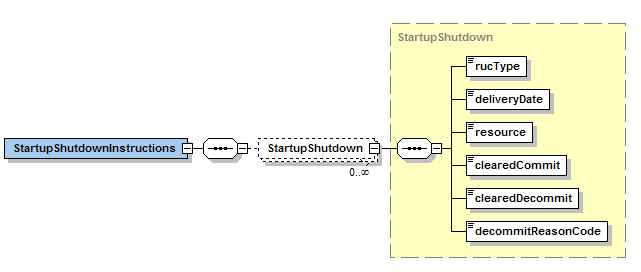 StartupShutdown
rucType
deliveryDate
resource
StartupShutdownInstructions
StartupShutdown
0..∞
clearedCommit
clearedDecommit
decommitReasonCode